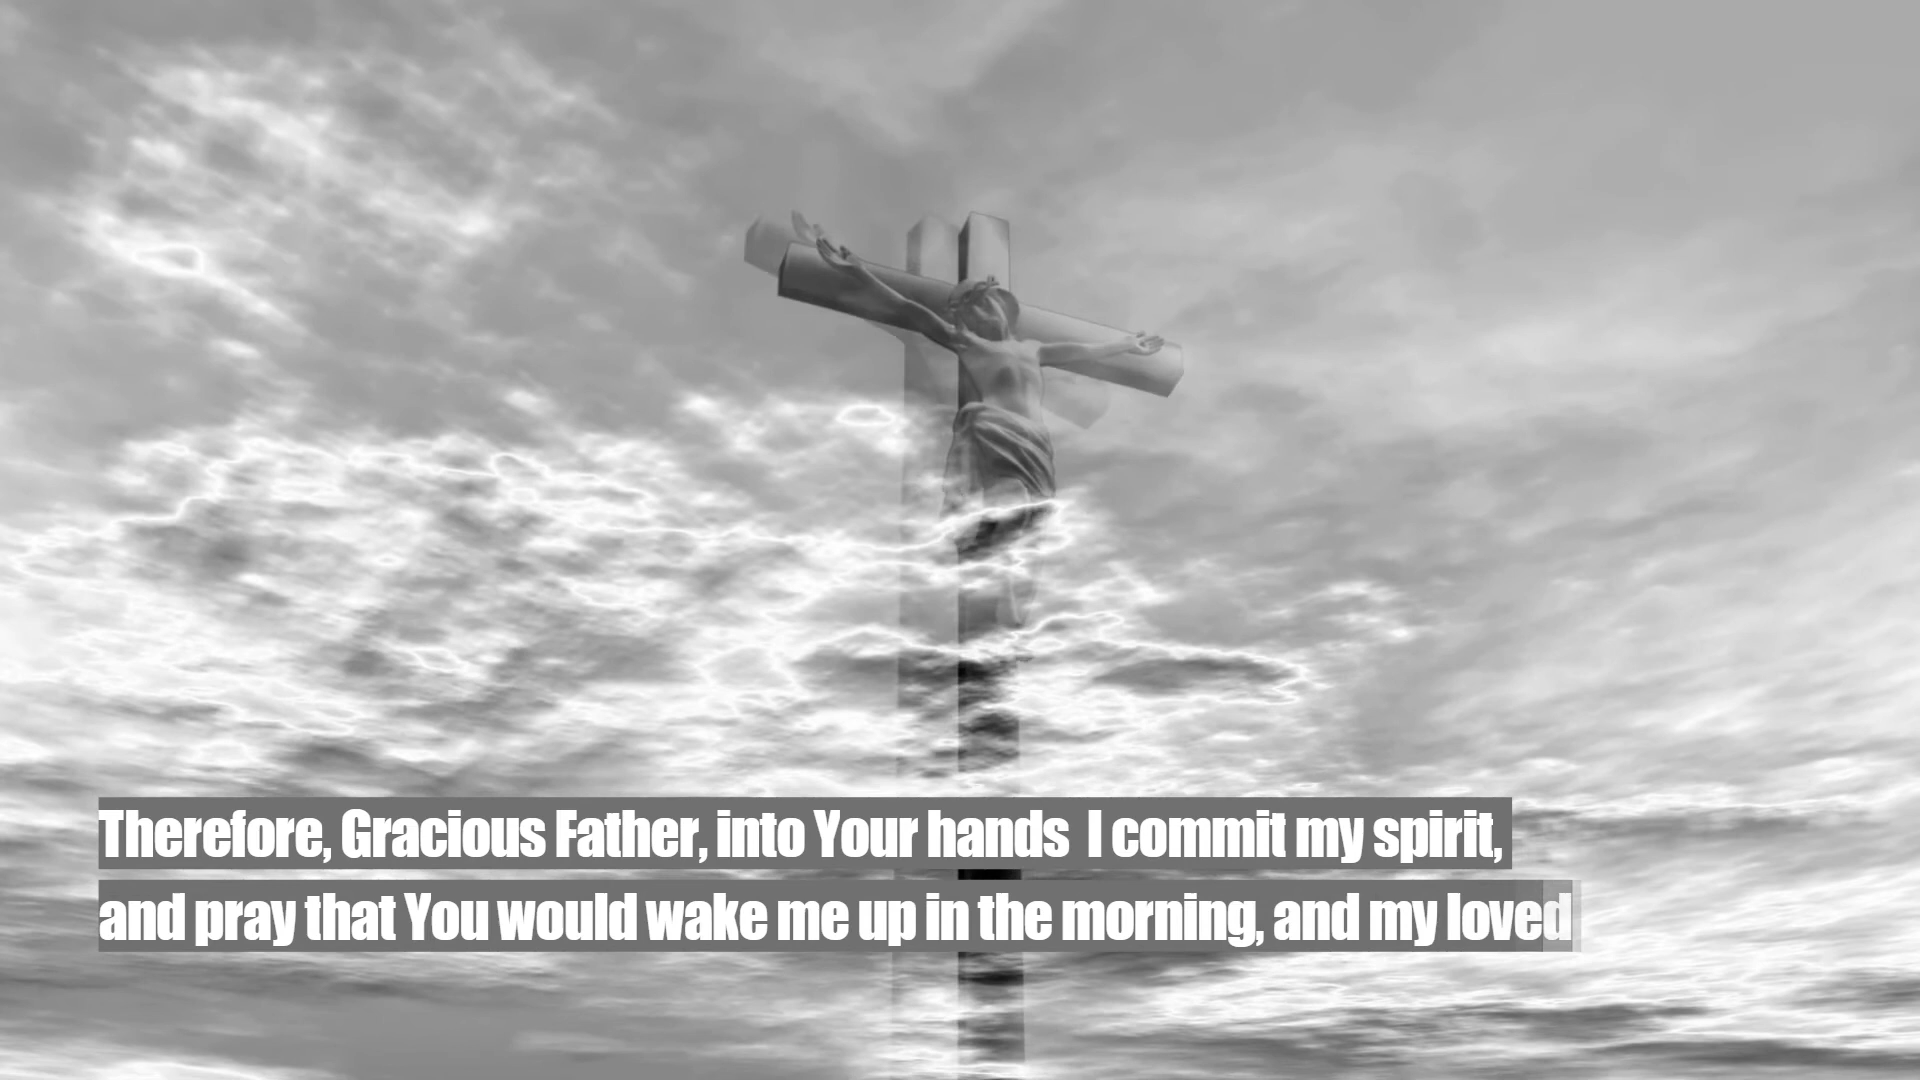 Therefore, Gracious Father, into Your hands I commit my spirit,
and pray that You would wake me up in the morning, and my loved